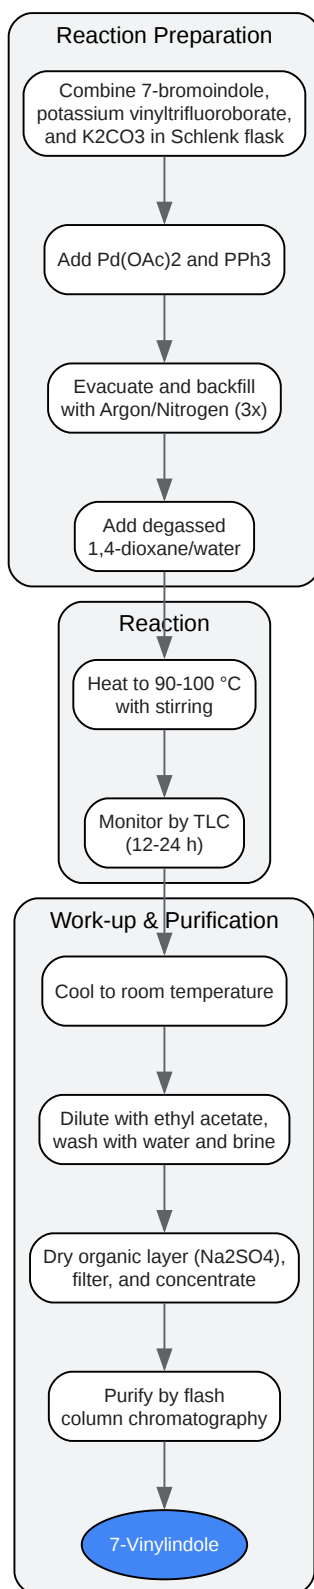 Reaction Preparation
Combine 7-bromoindole,
potassium vinyltrifluoroborate,
and K2CO3 in Schlenk flask
Add Pd(OAc)2 and PPh3
Evacuate and backfill
with Argon/Nitrogen (3x)
Add degassed
1,4-dioxane/water
Reaction
Heat to 90-100 °C
with stirring
Monitor by TLC
(12-24 h)
Work-up & Purification
Cool to room temperature
Dilute with ethyl acetate,
wash with water and brine
Dry organic layer (Na2SO4),
filter, and concentrate
Purify by flash
column chromatography
7-Vinylindole